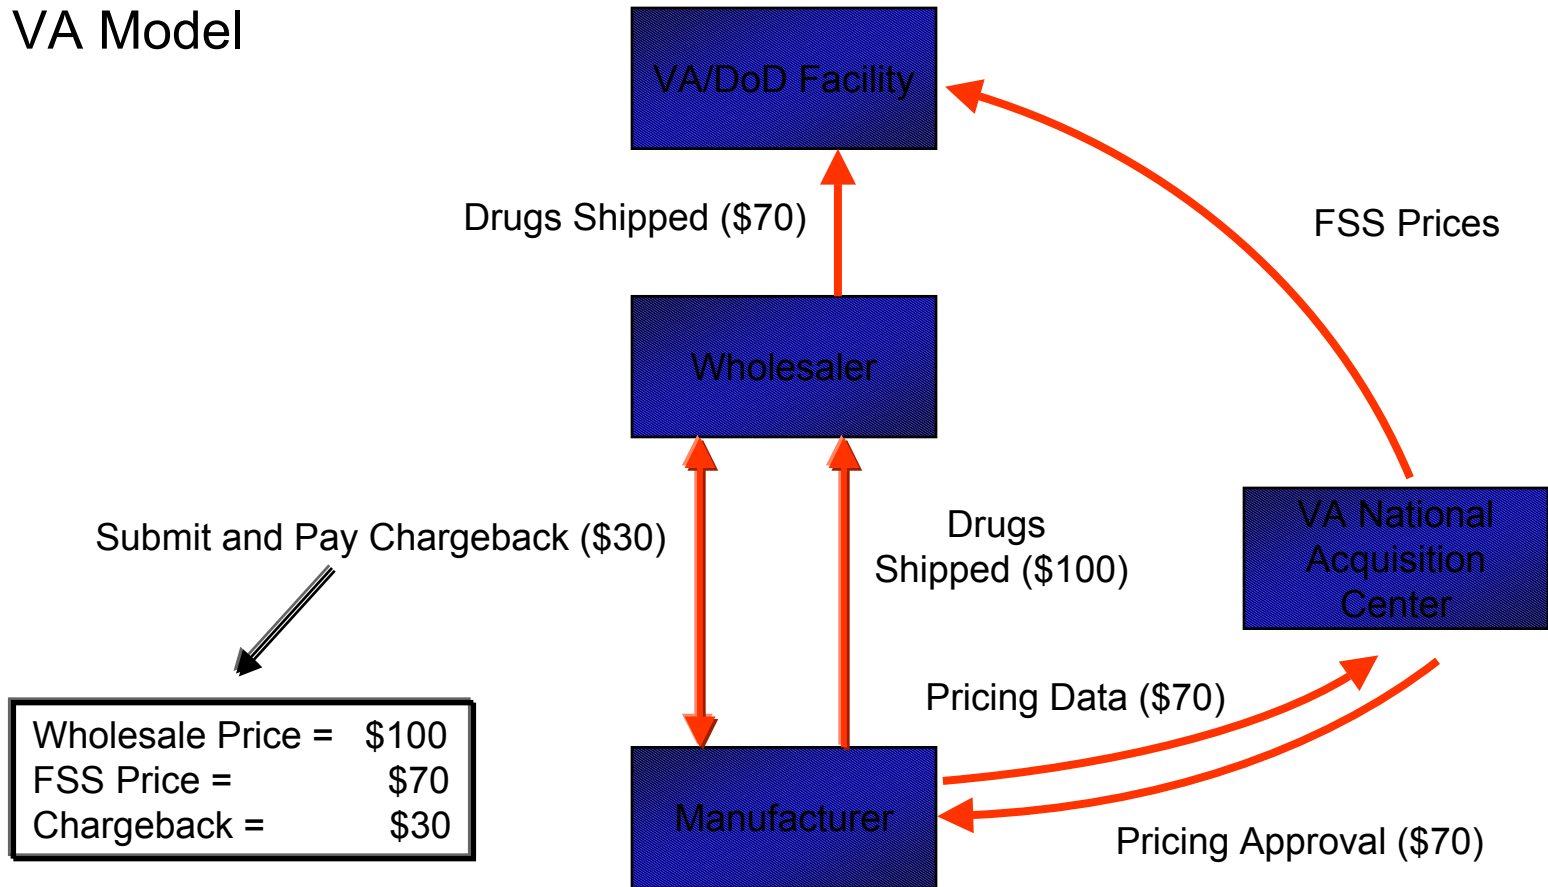 VA Model
VA/DoD Facility
Drugs Shipped ($70)
FSS Prices
Wholesaler
Submit and Pay Chargeback ($30)
Drugs
Shipped ($100)
VA National
Acquisition
Center
Pricing Data ($70)
Wholesale Price = $100
FSS Price = $70
Chargeback = $30
Manufacturer
Pricing Approval ($70)